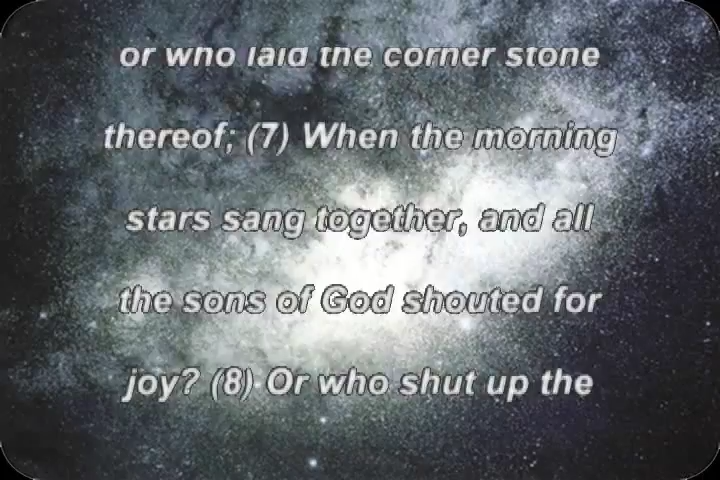 or who laid the corner stone
thereof; (7) When the morning
stars sang together, and all
the sons of God shouted for
joy? (8) Or who shut up the